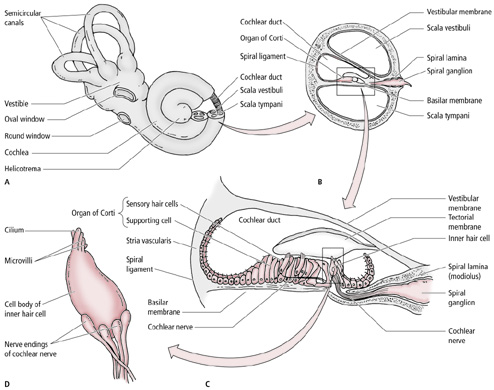 Semicircular
canals
Vestible
Oval window
Round window
Cochlea
Helicotrema
Cochlear duct
Scala vestibuli
Scala tympani
A
Cochlear duct
Organ of Corti
Spiral ligament
Vestibular membrane
Scala vestibuli
Spiral lamina
Spiral ganglion
Basilar membrane
Scala tympani
B
Cilium
Microvilli
Cell body of
inner hair cell
Nerve endings
of cochlear nerve
D
Organ of Corti
Sensory hair cells
Supporting cell
Stria vascularis
Spiral
ligament
Basilar
membrane
Cochlear nerve
Cochlear duct
Vestibular
membrane
Tectorial
membrane
Inner hair cell
Spiral lamina
(modiolus)
Spiral
ganglion
Cochlear
nerve
C